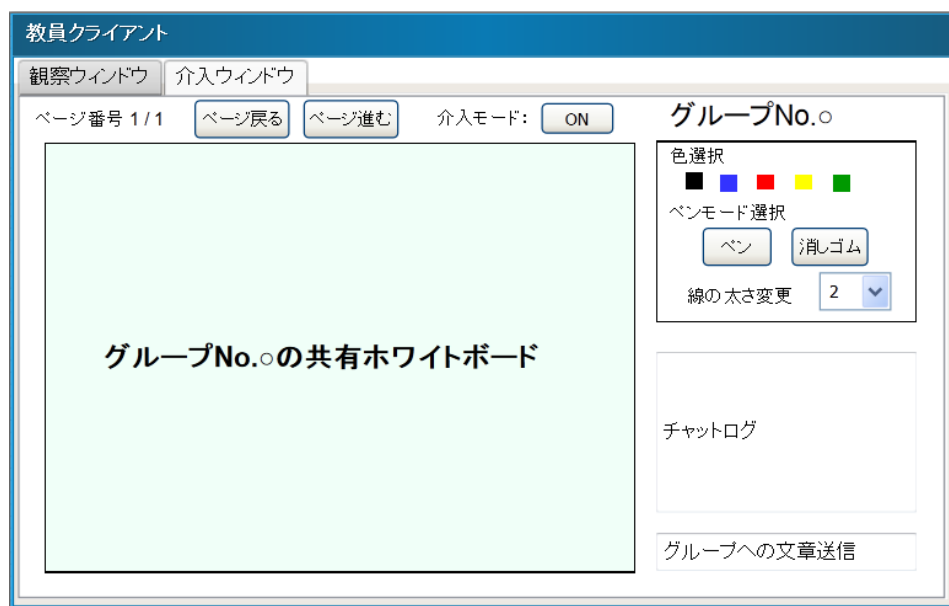 教員クライアント
観察ウィンドウ 介入ウィンドウ
ページ番号 1 / 1 ページ戻る ページ進む 介入モード： ON グループNo.○
色選択
ペンモード選択
ペン 消しゴム
線の太さ変更 2
グループNo.○の共有ホワイトボード
チャットログ
グループへの文章送信